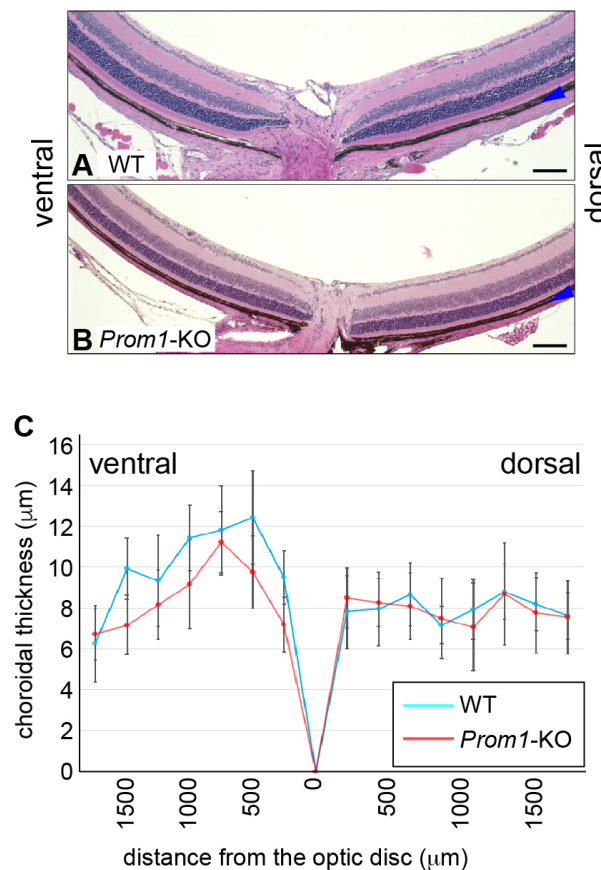 ventral
dorsal
A WT
B Prom1-KO
C
choroidal thickness (μm)
16
14
12
10
8
6
4
2
0
ventral
dorsal
WT
Prom1-KO
1500
1000
500
0
500
1000
1500
distance from the optic disc (μm)